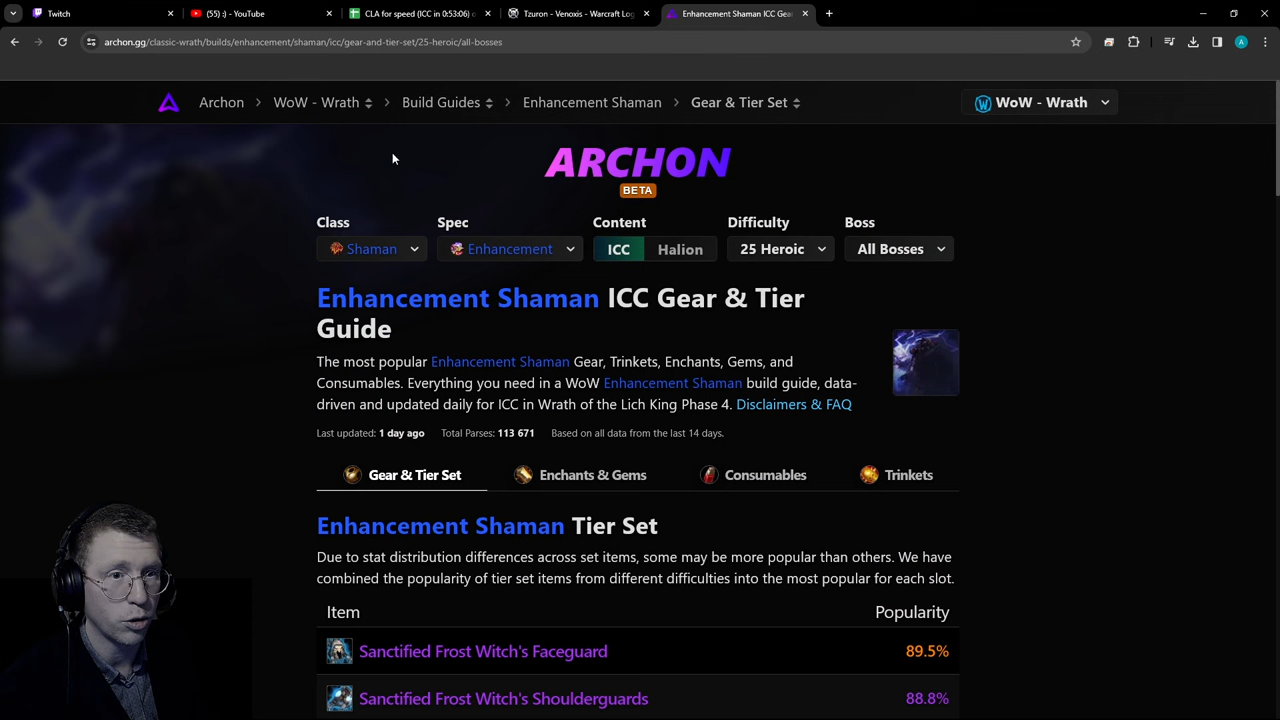 Twitch
(55) :) - YouTube
CLA for speed (ICC in 0:53:06) o
Tzuron - Venoxis - Warcraft Log
Enhancement Shaman ICC Gea
archon.gg/classic-wrath/builds/enhancement/shaman/icc/gear-and-tier-set/25-heroic/all-bosses
A
Archon > WoW - Wrath > Build Guides > Enhancement Shaman > Gear & Tier Set
WoW - Wrath
ARCHON
BETA
Class Spec Content Difficulty Boss
Shaman Enhancement ICC Halion 25 Heroic All Bosses
Enhancement Shaman ICC Gear & Tier
Guide
The most popular Enhancement Shaman Gear, Trinkets, Enchants, Gems, and
Consumables. Everything you need in a WoW Enhancement Shaman build guide, data-
driven and updated daily for ICC in Wrath of the Lich King Phase 4. Disclaimers & FAQ
Last updated: 1 day ago Total Parses: 113 671 Based on all data from the last 14 days.
Gear & Tier Set Enchants & Gems Consumables Trinkets
Enhancement Shaman Tier Set
Due to stat distribution differences across set items, some may be more popular than others. We have
combined the popularity of tier set items from different difficulties into the most popular for each slot.
Item Popularity
Sanctified Frost Witch's Faceguard 89.5%
Sanctified Frost Witch's Shoulderguards 88.8%